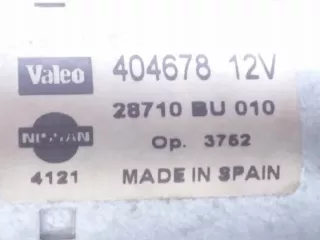 Valeo 404678 12V
28710 BU 010
NISSAN Op. 3752
4121 MADE IN SPAIN